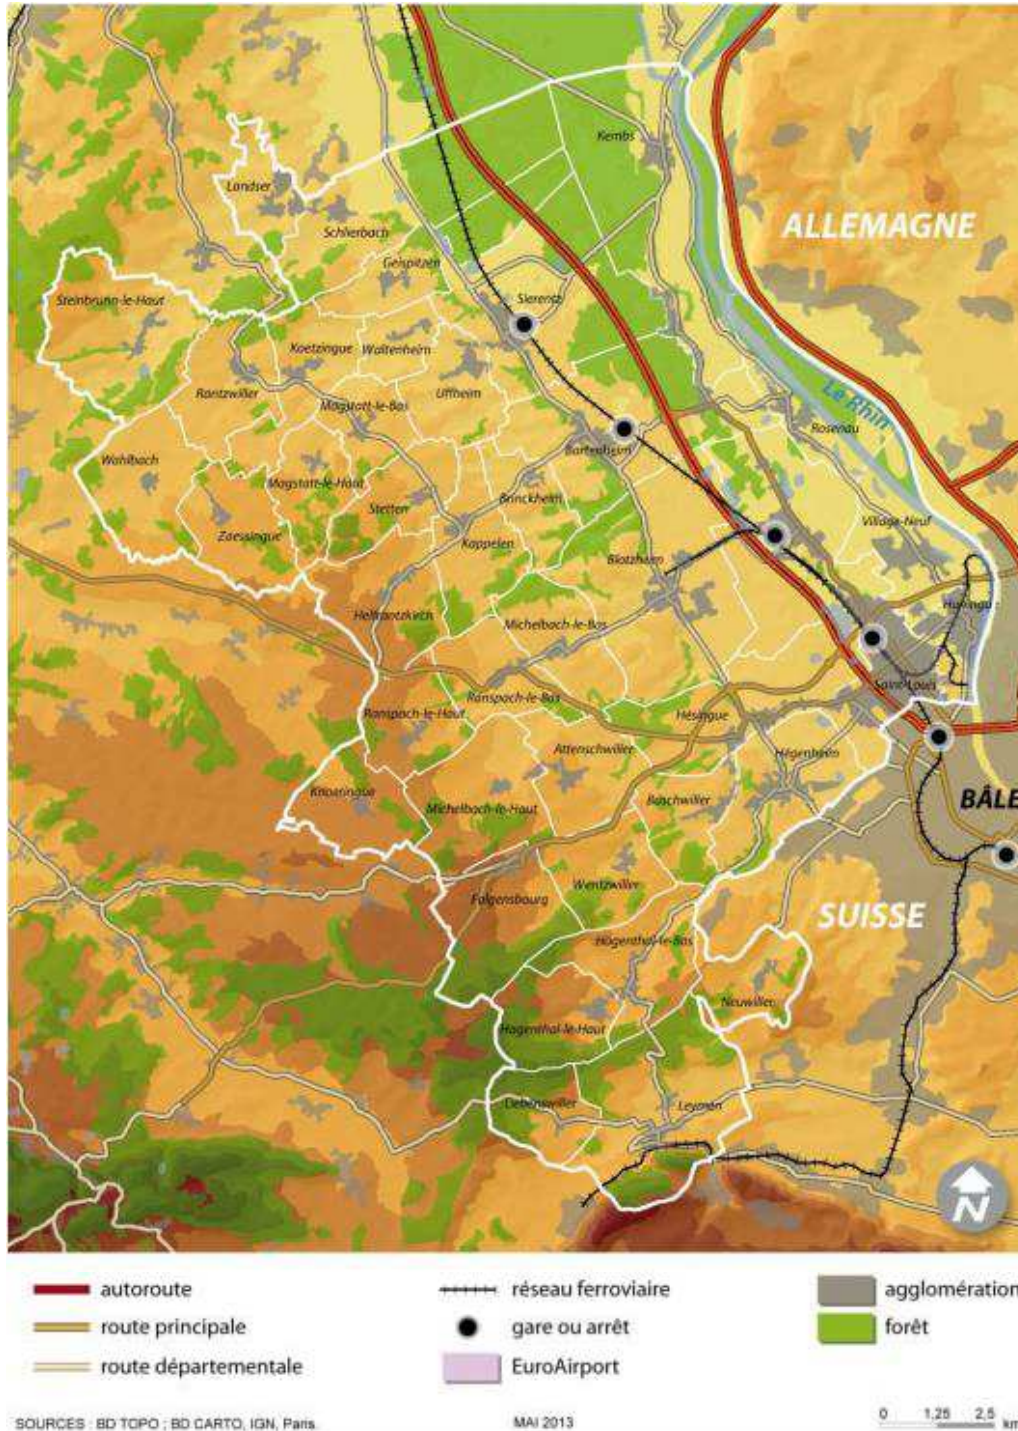 Kembs
Landser
ALLEMAGNE
Schlierbach
Geispitzen
Steinbrunn-le-Haut
Sierentz
Koetzingue
Waltenheim
Rantzwiller
Uffheim
Le Rhin
Magstatt-le-Bas
Rosenau
Bartenheim
Wahlbach
Magstatt-le-Haut
Brinckheim
Stetten
Village-Neuf
Zaessingue
Kappelen
Blotzheim
Huningue
Helfrantzkirch
Michelbach-le-Bas
Saint-Louis
Ranspach-le-Bas
Ranspach-le-Haut
Hésingue
Attenschwiller
Hégenheim
Knoeringue
BÂLE
Buschwiller
Michelbach-le-Haut
Wentzwiller
Folgensbourg
SUISSE
Hagenthal-le-Bas
Neuwiller
Hagenthal-le-Haut
Liebenswiller
Leymen
N
autoroute
réseau ferroviaire
agglomération
route principale
gare ou arrêt
forêt
route départementale
EuroAirport
SOURCES : BD TOPO ; BD CARTO, IGN, Paris.
MAI 2013
0 1,25 2,5 km